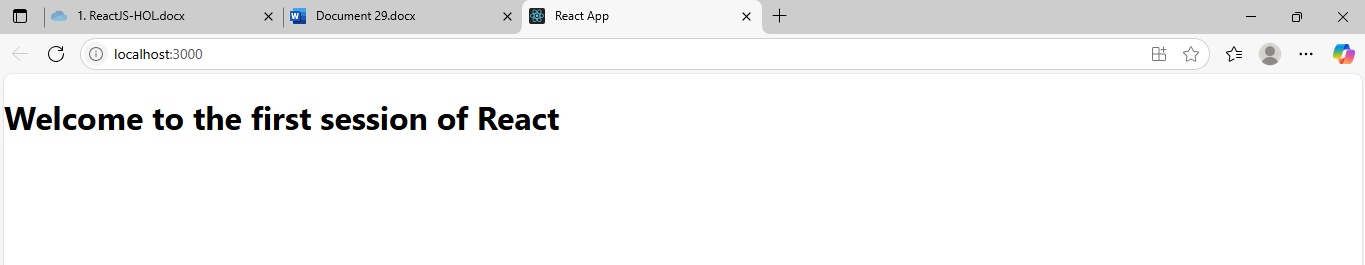 1. ReactJS-HOL.docx
Document 29.docx
React App
localhost:3000
Welcome to the first session of React